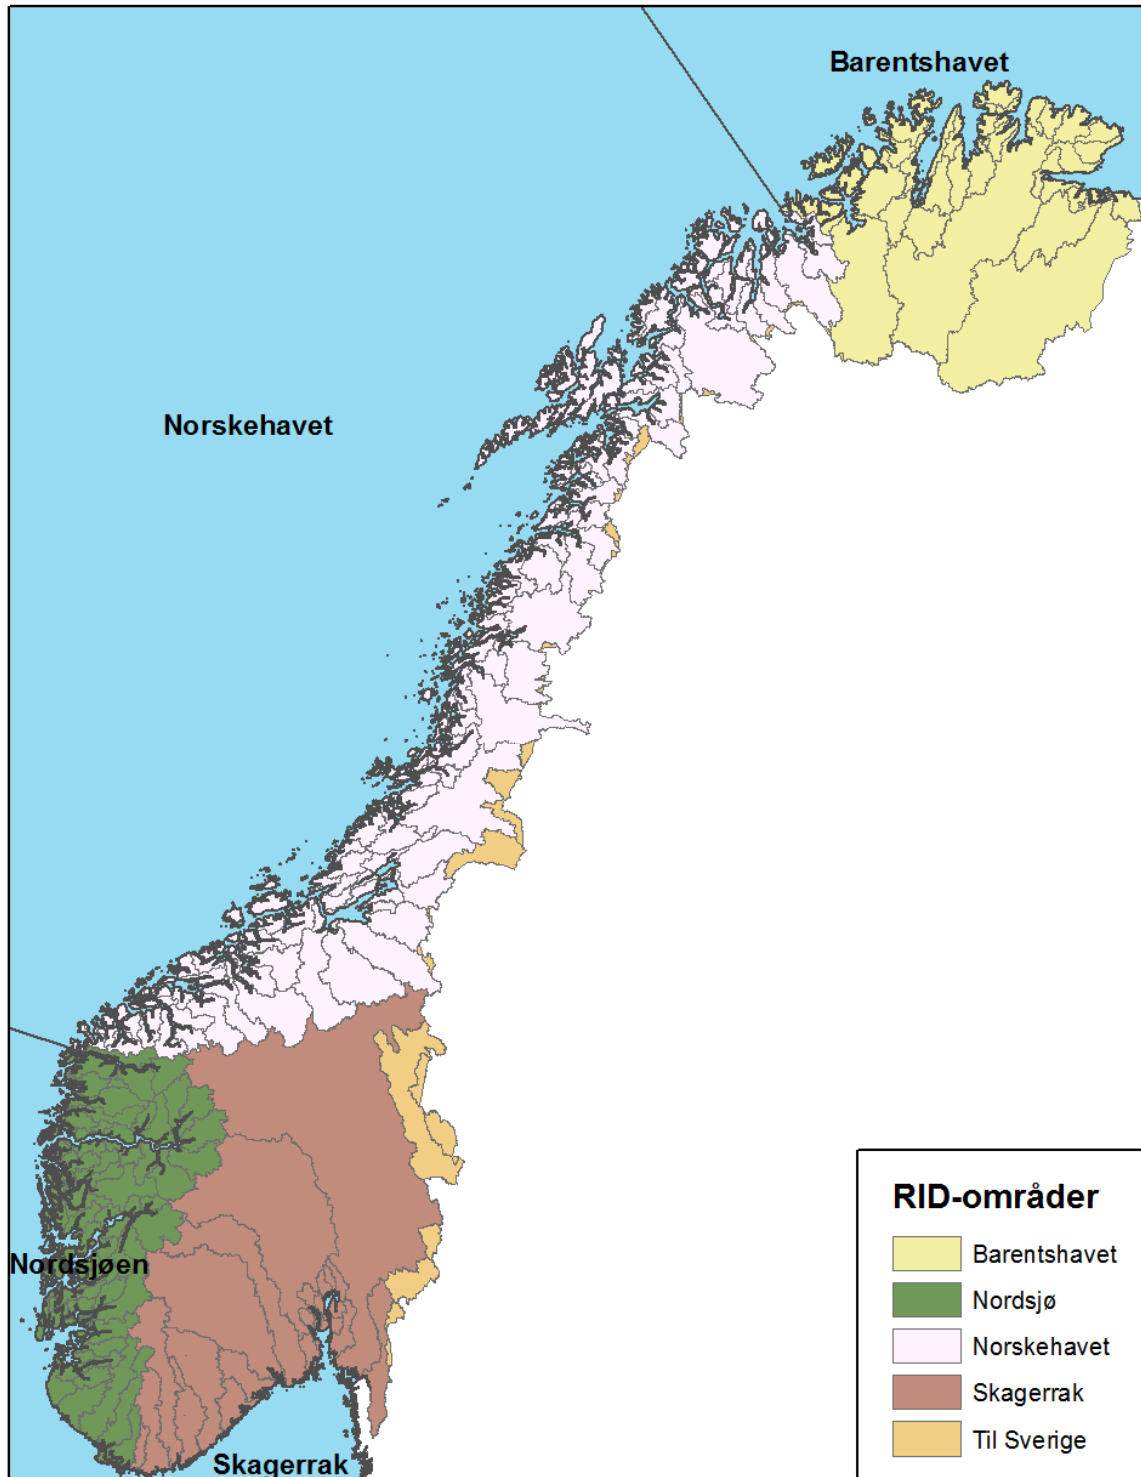 Barentshavet
Norskehavet
Nordsjøen
Skagerrak
RID-områder
Barentshavet
Nordsjø
Norskehavet
Skagerrak
Til Sverige